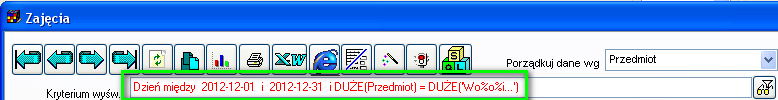 Zajęcia
Porządkuj dane wg Przedmiot
Kryterium wyśw. Dzień między 2012-12-01 i 2012-12-31 i DUŻE(Przedmiot) = DUŻE('Wo%o%i...')